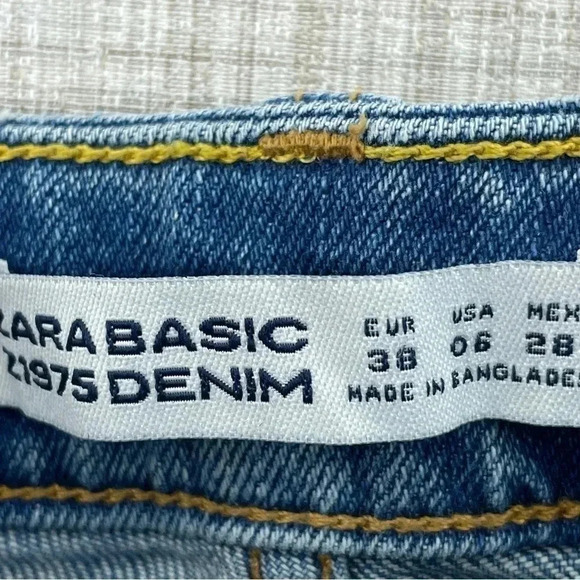 ZARA BASIC
Z1975 DENIM
EUR USA MEX
38 06 28
MADE IN BANGLADES